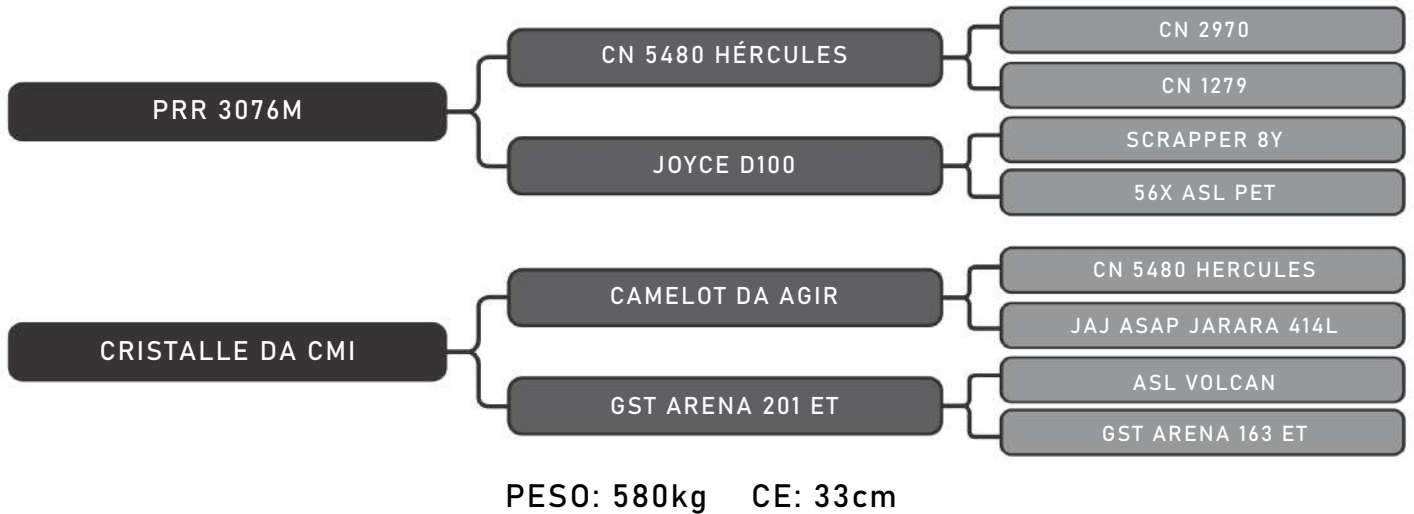 PRR 3076M
CN 5480 HÉRCULES
JOYCE D100
CN 2970
CN 1279
SCRAPPER 8Y
56X ASL PET
CRISTALLE DA CMI
CAMELOT DA AGIR
GST ARENA 201 ET
CN 5480 HERCULES
JAJ ASAP JARARA 414L
ASL VOLCAN
GST ARENA 163 ET
PESO: 580kg CE: 33cm